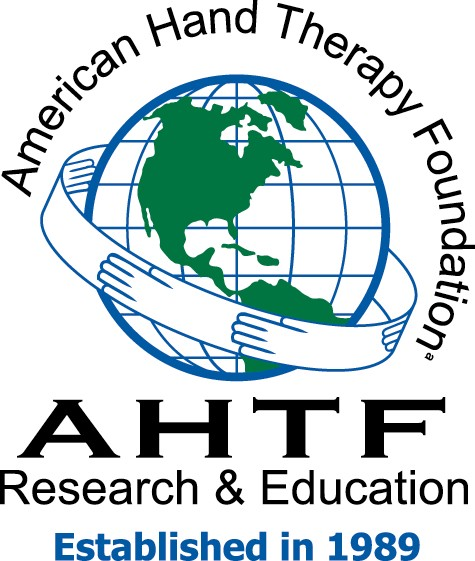 American Hand Therapy Foundation a
AHTF
Research & Education
Established in 1989